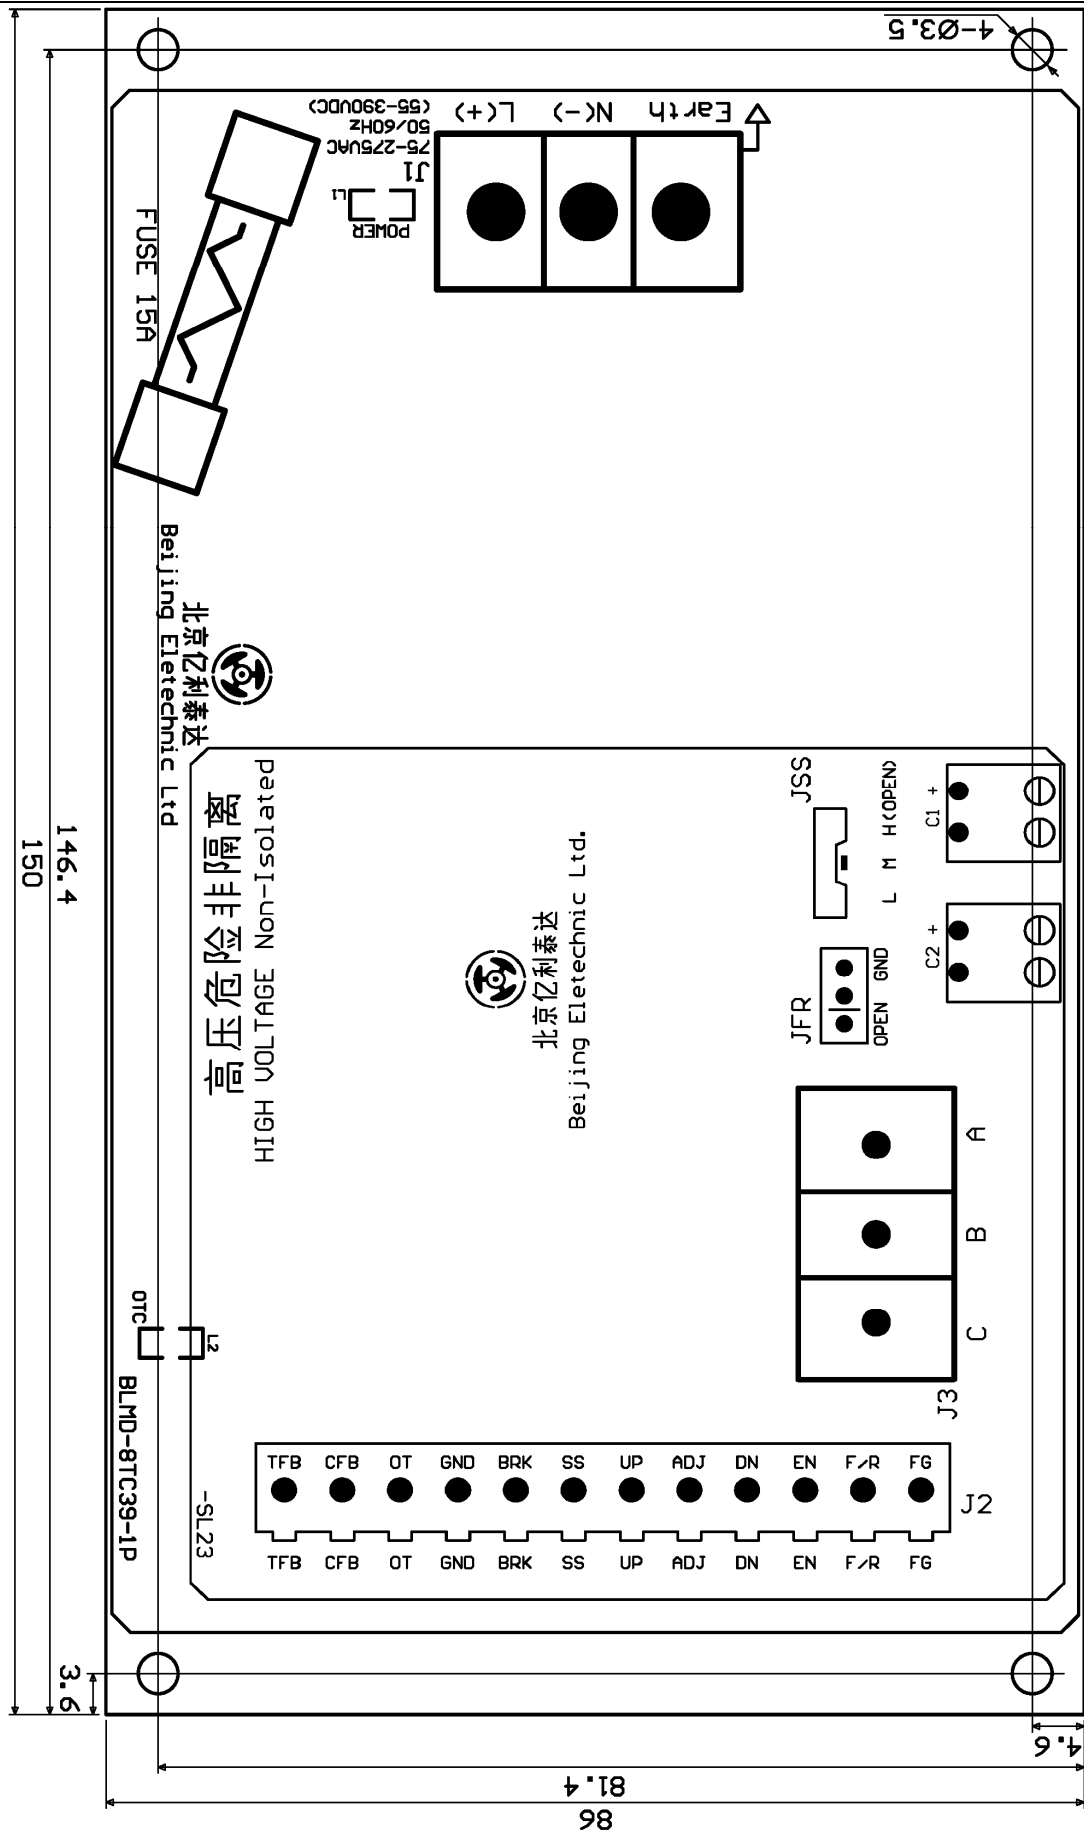 4-Ø3.5
Earth
N(-)
L(+)
75-275VAC
50/60Hz
(55-390VDC)
J1
L1
POWER
FUSE 15A
北京亿利泰达
Beijing Eletechnic Ltd
高压危险非隔离
HIGH VOLTAGE Non-Isolated
北京亿利泰达
Beijing Eletechnic Ltd.
JSS
L M H(OPEN)
C1 +
C2 +
JFR
OPEN GND
A
B
C
J3
OTC
L2
BLMD-8TC39-1P
-SL23
TFB CFB OT GND BRK SS UP ADJ DN EN F/R FG
J2
TFB CFB OT GND BRK SS UP ADJ DN EN F/R FG
146.4
150
3.6
4.6
81.4
86